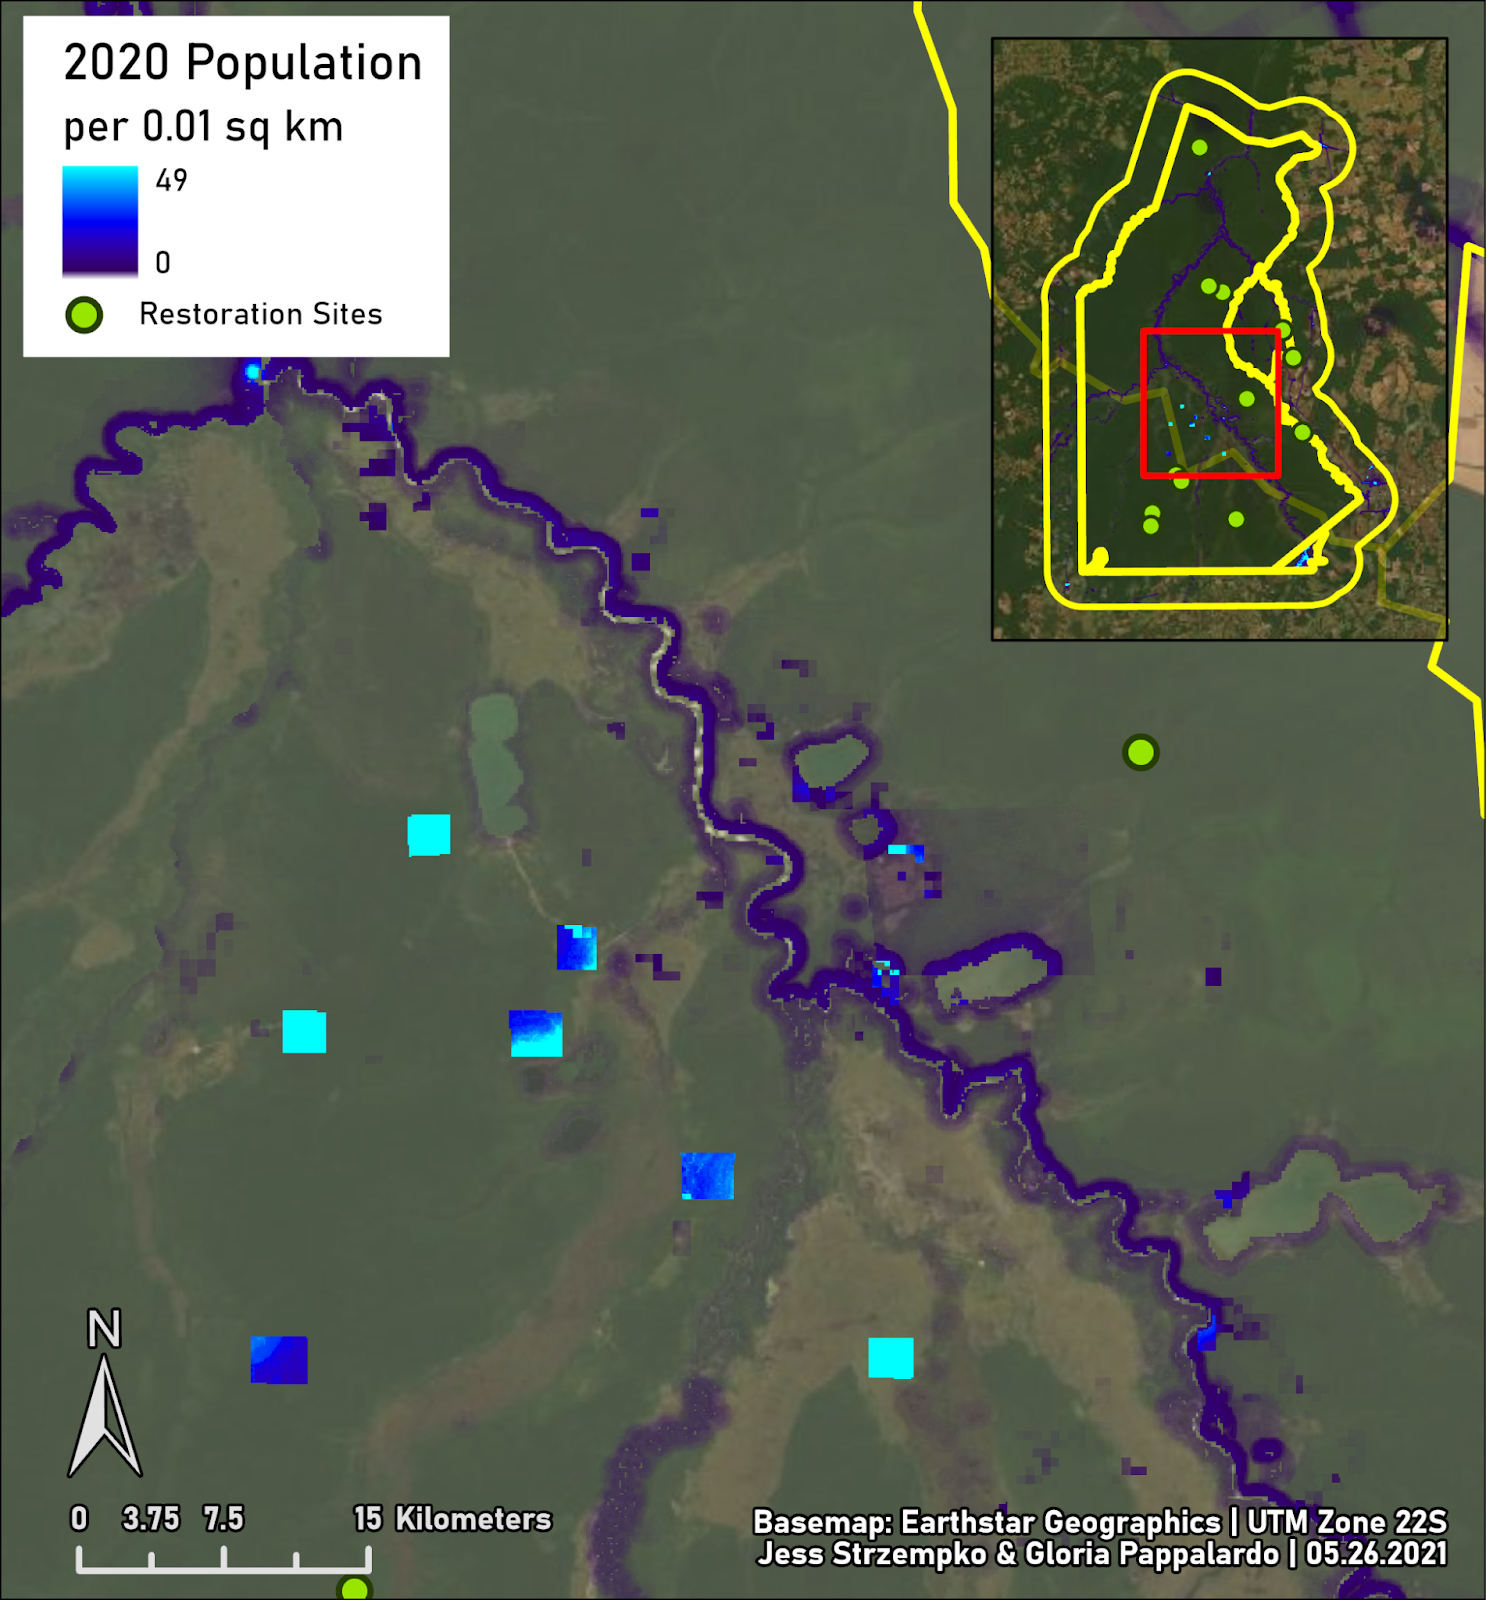 2020 Population
per 0.01 sq km
49
0
Restoration Sites
N
0 3.75 7.5 15 Kilometers
Basemap: Earthstar Geographics | UTM Zone 22S
Jess Strzempko & Gloria Pappalardo | 05.26.2021